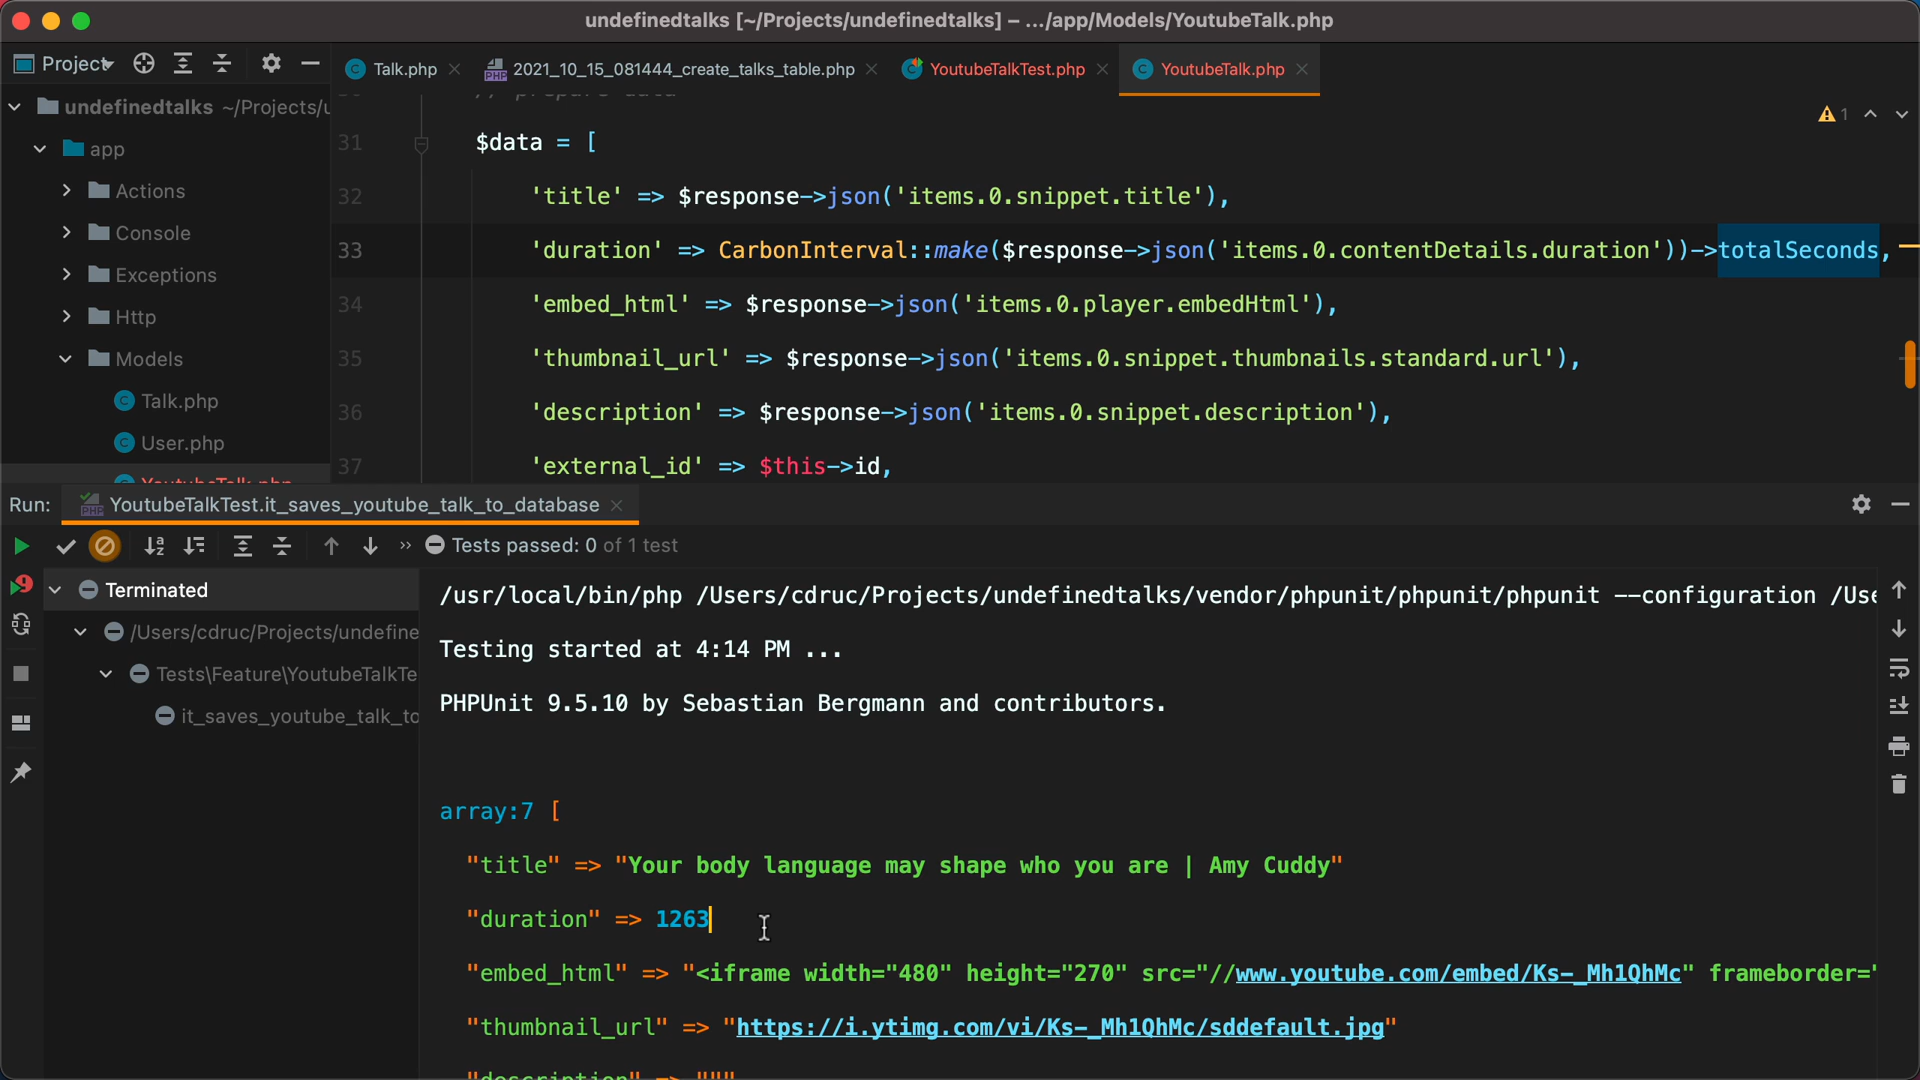 undefinedtalks [~/Projects/undefinedtalks] – .../app/Models/YoutubeTalk.php
Project
Talk.php
2021_10_15_081444_create_talks_table.php
YoutubeTalkTest.php
YoutubeTalk.php
undefinedtalks ~/Projects/u
app
Actions
Console
Exceptions
Http
Models
Talk.php
User.php
YoutubeTalk.php
// prepare data
1
31 $data = [
32 'title' => $response->json('items.0.snippet.title'),
33 'duration' => CarbonInterval::make($response->json('items.0.contentDetails.duration'))->totalSeconds,
34 'embed_html' => $response->json('items.0.player.embedHtml'),
35 'thumbnail_url' => $response->json('items.0.snippet.thumbnails.standard.url'),
36 'description' => $response->json('items.0.snippet.description'),
37 'external_id' => $this->id,
Run: YoutubeTalkTest.it_saves_youtube_talk_to_database
Tests passed: 0 of 1 test
Terminated
/Users/cdruc/Projects/undefine
Tests\Feature\YoutubeTalkTe
it_saves_youtube_talk_to
/usr/local/bin/php /Users/cdruc/Projects/undefinedtalks/vendor/phpunit/phpunit/phpunit --configuration /Use
Testing started at 4:14 PM ...
PHPUnit 9.5.10 by Sebastian Bergmann and contributors.
array:7 [
"title" => "Your body language may shape who you are | Amy Cuddy"
"duration" => 1263
"embed_html" => "<iframe width="480" height="270" src="//www.youtube.com/embed/Ks-_Mh1QhMc" frameborder="
"thumbnail_url" => "https://i.ytimg.com/vi/Ks-_Mh1QhMc/sddefault.jpg"
"description" => """